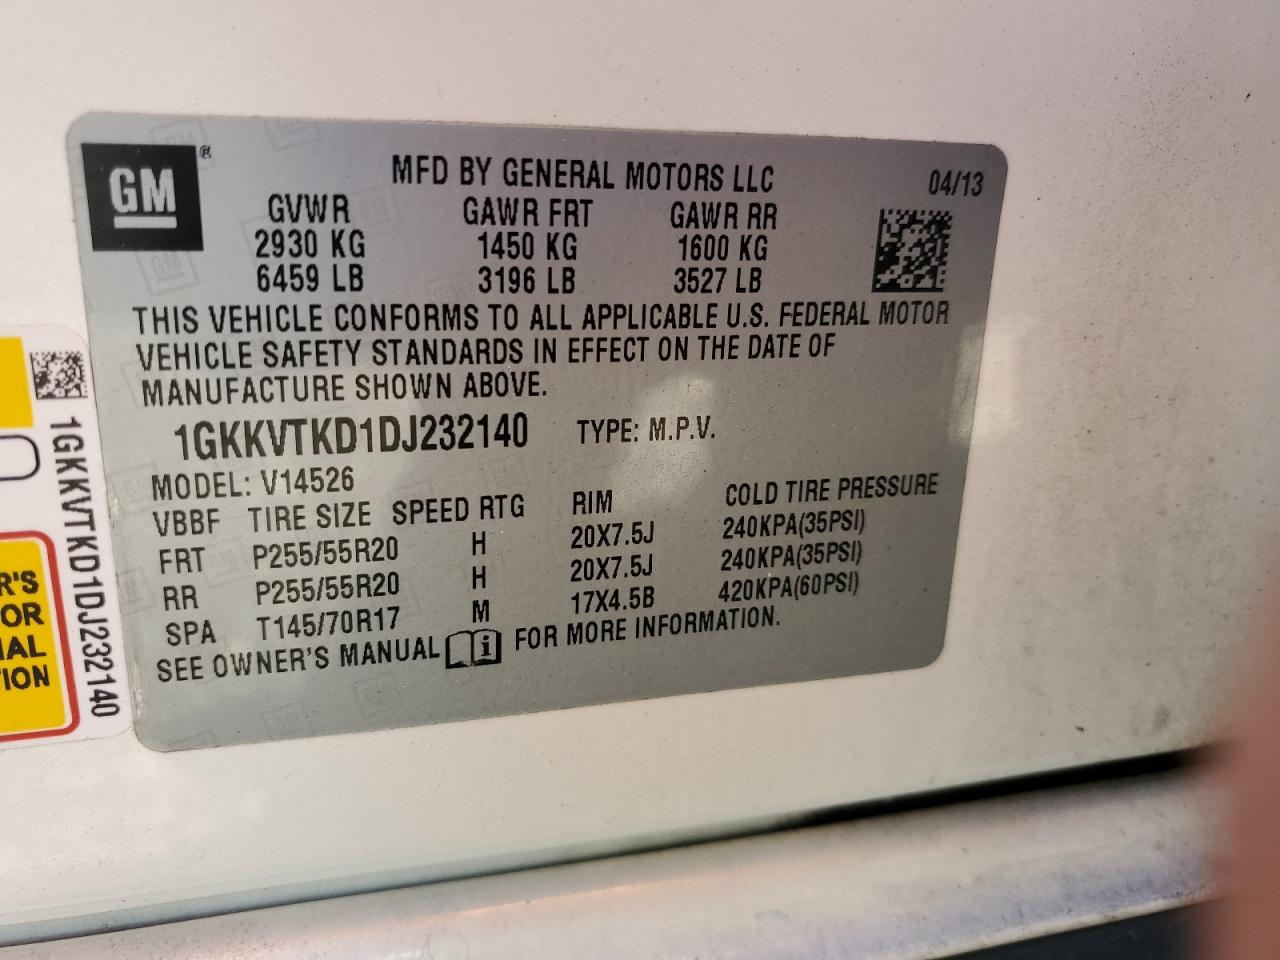 GM ®
MFD BY GENERAL MOTORS LLC 04/13
GVWR GAWR FRT GAWR RR
2930 KG 1450 KG 1600 KG
6459 LB 3196 LB 3527 LB
THIS VEHICLE CONFORMS TO ALL APPLICABLE U.S. FEDERAL MOTOR
VEHICLE SAFETY STANDARDS IN EFFECT ON THE DATE OF
MANUFACTURE SHOWN ABOVE.
1GKKVTKD1DJ232140 TYPE: M.P.V.
MODEL: V14526
VBBF TIRE SIZE SPEED RTG RIM COLD TIRE PRESSURE
FRT P255/55R20 H 20X7.5J 240KPA(35PSI)
RR P255/55R20 H 20X7.5J 240KPA(35PSI)
SPA T145/70R17 M 17X4.5B 420KPA(60PSI)
SEE OWNER'S MANUAL i FOR MORE INFORMATION.
1GKKVTKD1DJ232140
R'S
OR
IAL
ION